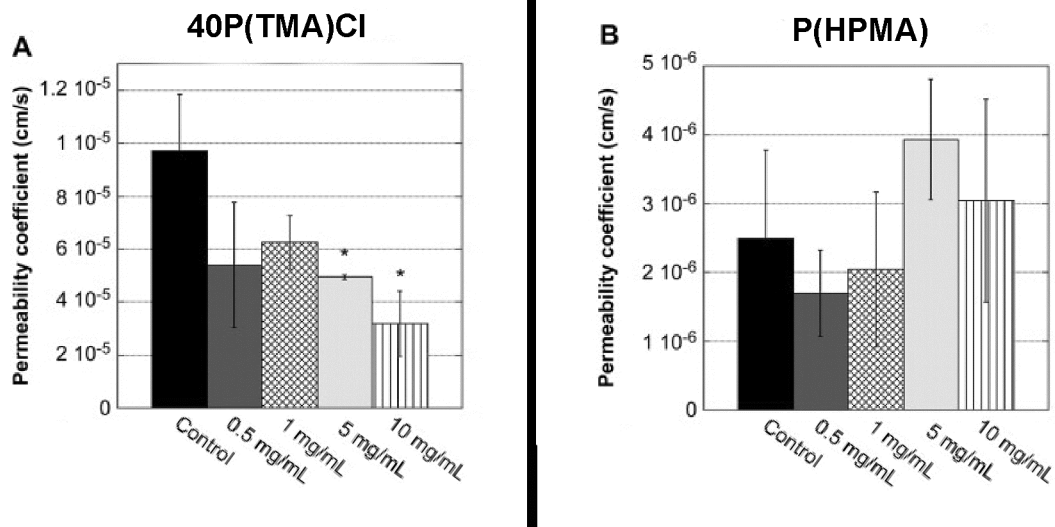 40P(TMA)Cl
P(HPMA)
A
B
Permeability coefficient (cm/s)
1.2 10-5
1 10-5
8 10-5
6 10-5
4 10-5
2 10-5
0
*
*
Control
0.5 mg/mL
1 mg/mL
5 mg/mL
10 mg/mL
Permeability coefficient (cm/s)
5 10-6
4 10-6
3 10-6
2 10-6
1 10-6
0
Control
0.5 mg/mL
1 mg/mL
5 mg/mL
10 mg/mL